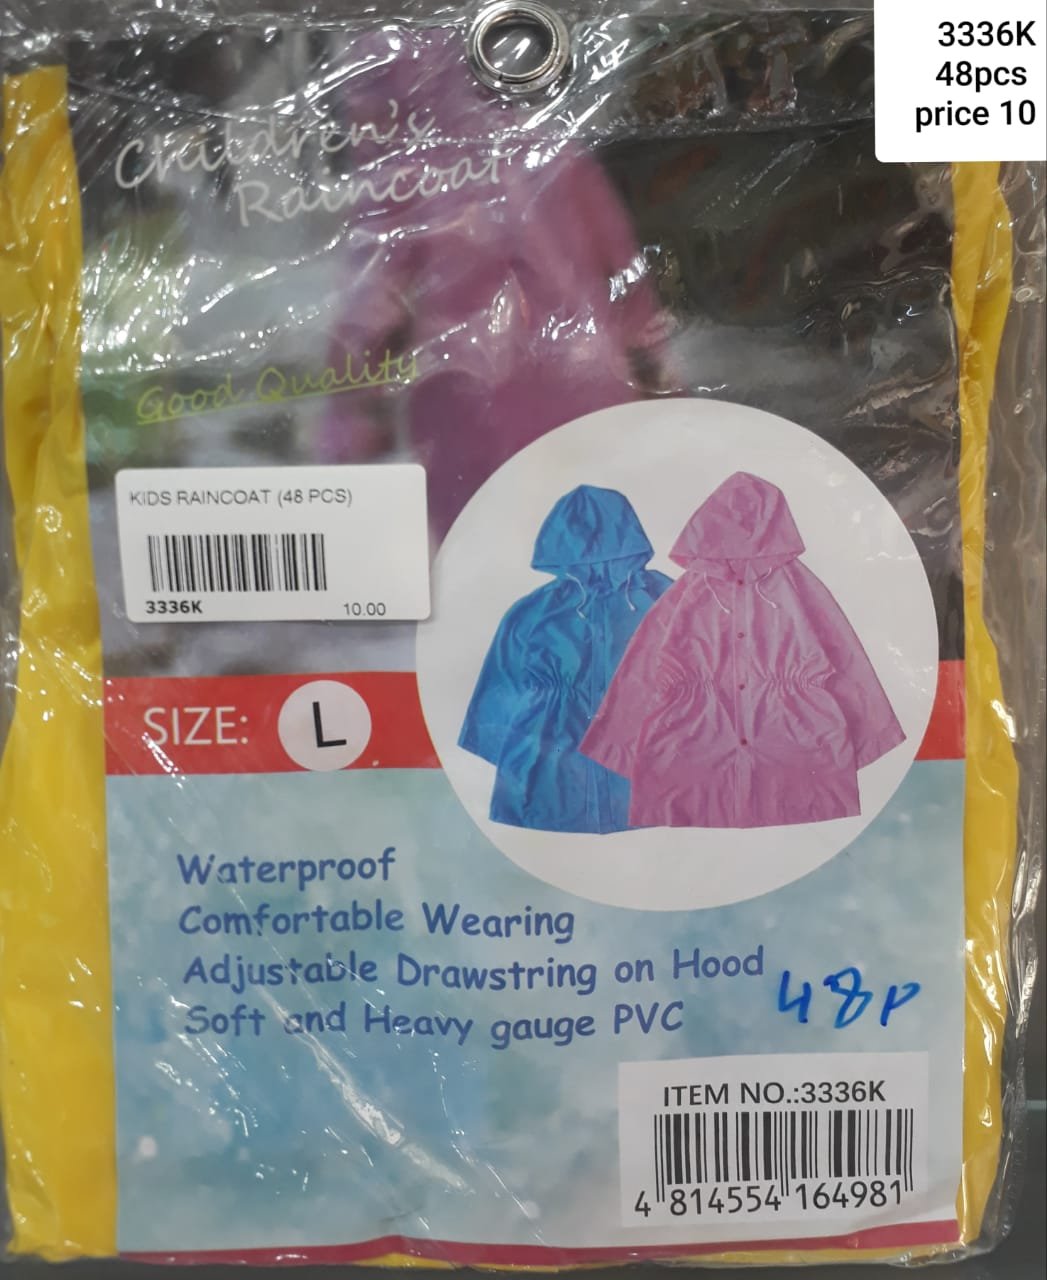 3336K
48pcs
price 10
Children's
Raincoat
Good Quality
KIDS RAINCOAT (48 PCS)
3336K 10.00
SIZE: L
Waterproof
Comfortable Wearing
Adjustable Drawstring on Hood
Soft and Heavy gauge PVC
48P
ITEM NO.:3336K
4 814554 164981